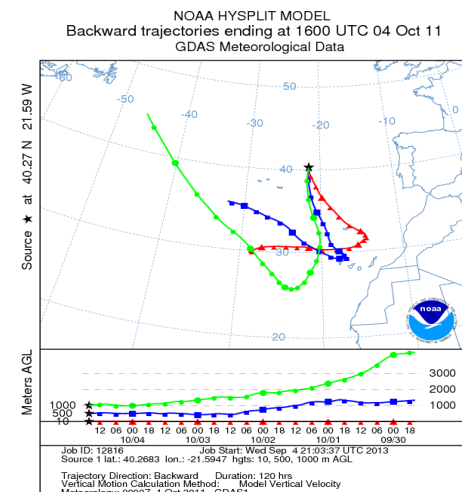 NOAA HYSPLIT MODEL
Backward trajectories ending at 1600 UTC 04 Oct 11
GDAS Meteorological Data
Source ★ at 40.27 N 21.59 W
-60
-50
-40
-30
-20
-10
0
50
40
30
20
noaa
Meters AGL
3000
2000
1000
1000
500
10
12 06 00 18 12 06 00 18 12 06 00 18 12 06 00 18 12 06 00 18
10/04 10/03 10/02 10/01 09/30
Job ID: 12816 Job Start: Wed Sep 4 21:03:37 UTC 2013
Source 1 lat.: 40.2683 lon.: -21.5947 hgts: 10, 500, 1000 m AGL
Trajectory Direction: Backward Duration: 120 hrs
Vertical Motion Calculation Method: Model Vertical Velocity